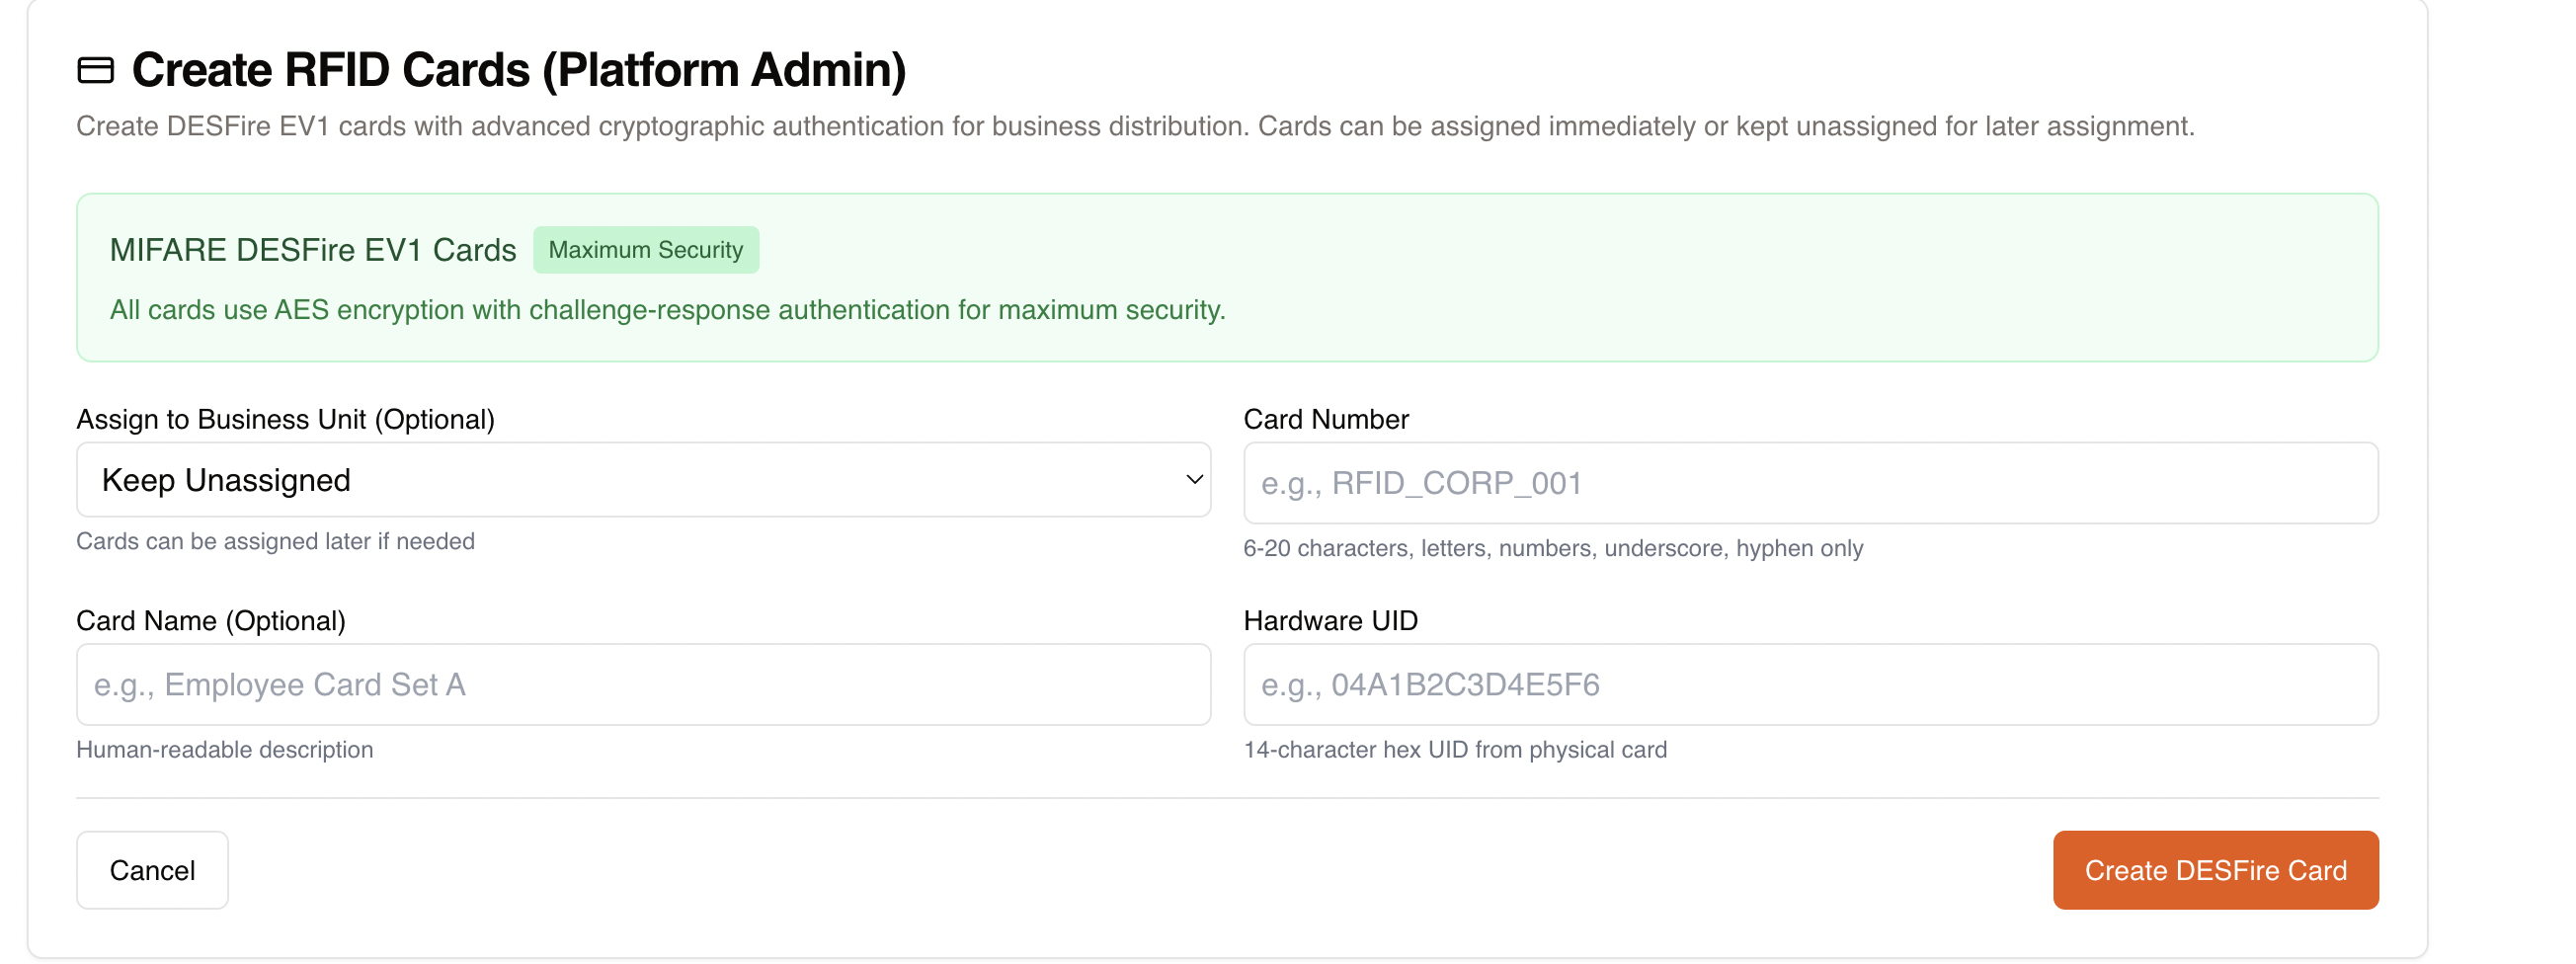 Create RFID Cards (Platform Admin)
Create DESFire EV1 cards with advanced cryptographic authentication for business distribution. Cards can be assigned immediately or kept unassigned for later assignment.
MIFARE DESFire EV1 Cards Maximum Security
All cards use AES encryption with challenge-response authentication for maximum security.
Assign to Business Unit (Optional)
Keep Unassigned
Cards can be assigned later if needed
Card Number
e.g., RFID_CORP_001
6-20 characters, letters, numbers, underscore, hyphen only
Card Name (Optional)
e.g., Employee Card Set A
Human-readable description
Hardware UID
e.g., 04A1B2C3D4E5F6
14-character hex UID from physical card
Cancel
Create DESFire Card